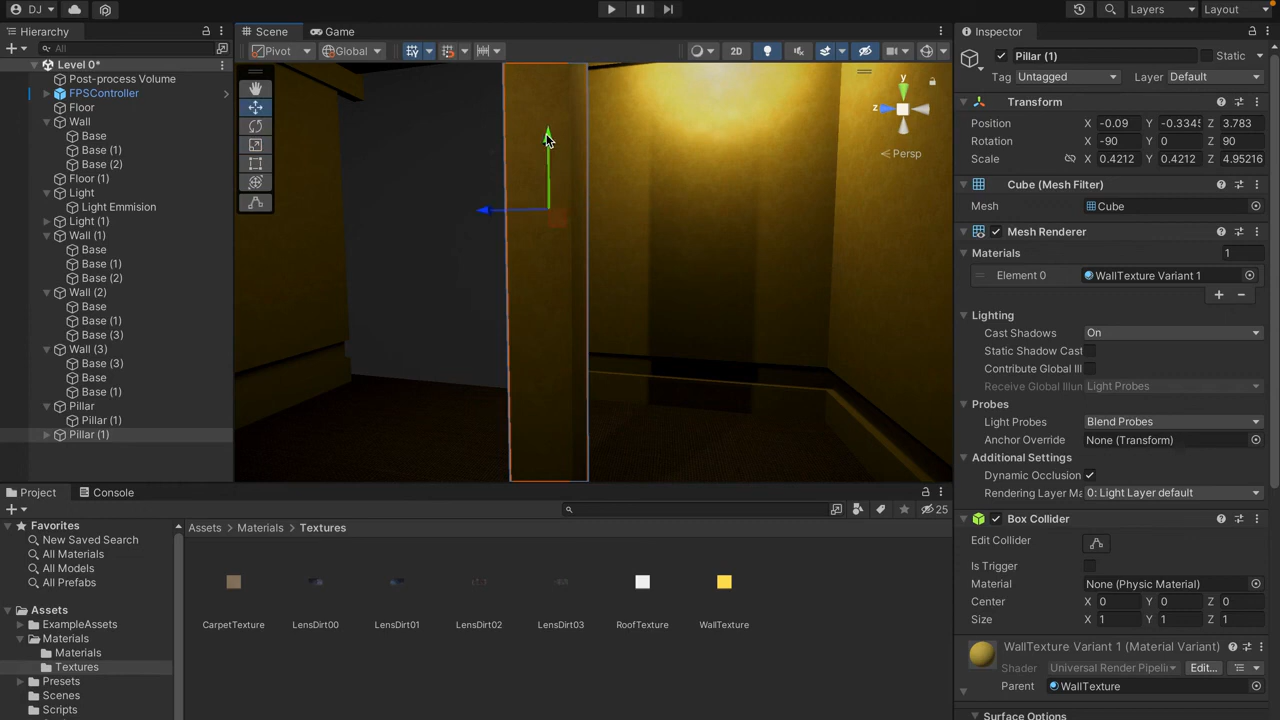 DJ
Layers
Layout
Hierarchy
All
Level 0*
Post-process Volume
FPSController
Floor
Wall
Base
Base (1)
Base (2)
Floor (1)
Light
Light Emmision
Light (1)
Wall (1)
Base
Base (1)
Base (2)
Wall (2)
Base
Base (1)
Base (3)
Wall (3)
Base (3)
Base
Base (1)
Pillar
Pillar (1)
Pillar (1)
Scene
Game
Pivot
Global
2D
y
z
Persp
Inspector
Pillar (1)
Static
Tag Untagged
Layer Default
Transform
Position X -0.09 Y -0.3345 Z 3.783
Rotation X -90 Y 0 Z 90
Scale X 0.4212 Y 0.4212 Z 4.95216
Cube (Mesh Filter)
Mesh Cube
Mesh Renderer
Materials 1
Element 0 WallTexture Variant 1
Lighting
Cast Shadows On
Static Shadow Cast
Contribute Global Ill
Receive Global Illun Light Probes
Probes
Light Probes Blend Probes
Anchor Override None (Transform)
Additional Settings
Dynamic Occlusion
Rendering Layer Ma 0: Light Layer default
Box Collider
Edit Collider
Is Trigger
Material None (Physic Material)
Center X 0 Y 0 Z 0
Size X 1 Y 1 Z 1
WallTexture Variant 1 (Material Variant)
Shader Universal Render Pipeli
Edit...
Parent WallTexture
Surface Options
Project
Console
25
Favorites
New Saved Search
All Materials
All Models
All Prefabs
Assets
ExampleAssets
Materials
Materials
Textures
Presets
Scenes
Scripts
Assets > Materials > Textures
CarpetTexture
LensDirt00
LensDirt01
LensDirt02
LensDirt03
RoofTexture
WallTexture